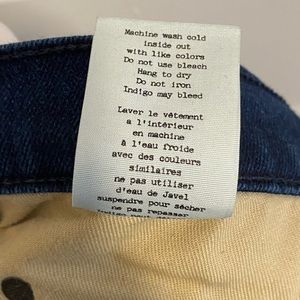 Machine wash cold
inside out
with like colors
Do not use bleach
Hang to dry
Do not iron
Indigo may bleed
Laver le vêtement
a l'intérieur
en machine
à l'eau froide
avec des couleurs
similaires
ne pas utiliser
d'eau de Javel
suspendre pour sécher
ne pas repasser